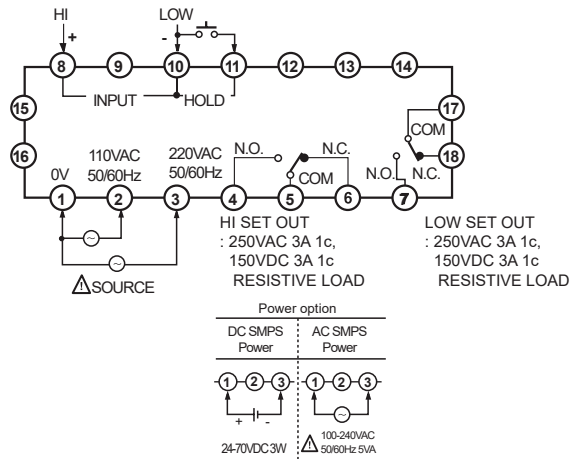 HI
LOW
+
-
8
9
10
11
12
13
14
INPUT
HOLD
15
17
COM
16
18
0V
110VAC
50/60Hz
220VAC
50/60Hz
N.O.
N.C.
COM
N.O.
N.C.
1
2
3
4
5
6
7
⚠SOURCE
HI SET OUT
: 250VAC 3A 1c,
150VDC 3A 1c
RESISTIVE LOAD
LOW SET OUT
: 250VAC 3A 1c,
150VDC 3A 1c
RESISTIVE LOAD
Power option
DC SMPS
Power
AC SMPS
Power
1
2
3
1
2
3
+
-
24-70VDC 3W
⚠ 100-240VAC
50/60Hz 5VA